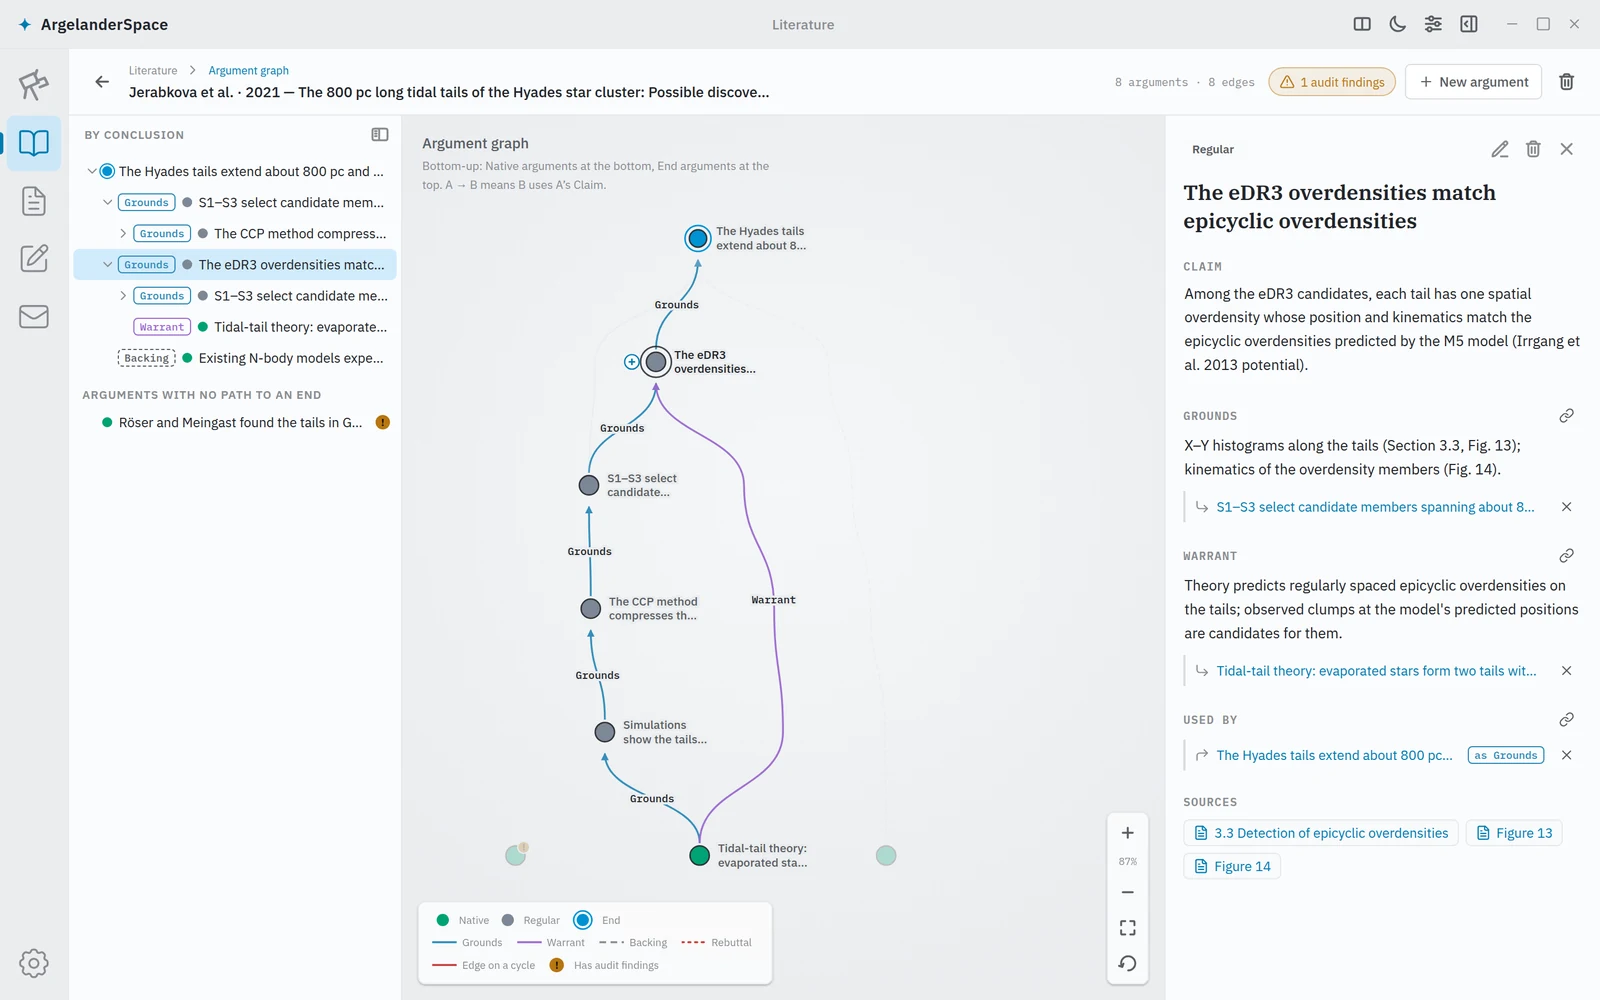 ArgelanderSpace
Literature
Literature
Argument graph
Jerabkova et al. · 2021 — The 800 pc long tidal tails of the Hyades star cluster: Possible discove...
8 arguments · 8 edges
1 audit findings
New argument
BY CONCLUSION
The Hyades tails extend about 800 pc and ...
Grounds S1–S3 select candidate mem...
Grounds The CCP method compress...
Grounds The eDR3 overdensities matc...
Grounds S1–S3 select candidate me...
Warrant Tidal-tail theory: evaporate...
Backing Existing N-body models expe...
ARGUMENTS WITH NO PATH TO AN END
Röser and Meingast found the tails in G...
Argument graph
Bottom-up: Native arguments at the bottom, End arguments at the
top. A → B means B uses A's Claim.
The Hyades tails
extend about 8...
Grounds
The eDR3
overdensities...
Grounds
S1–S3 select
candidate...
Grounds
The CCP method
compresses th...
Warrant
Grounds
Simulations
show the tails...
Grounds
Tidal-tail theory:
evaporated sta...
Native
Regular
End
Grounds
Warrant
Backing
Rebuttal
Edge on a cycle
Has audit findings
87%
Regular
The eDR3 overdensities match
epicyclic overdensities
CLAIM
Among the eDR3 candidates, each tail has one spatial
overdensity whose position and kinematics match the
epicyclic overdensities predicted by the M5 model (Irrgang et
al. 2013 potential).
GROUNDS
X–Y histograms along the tails (Section 3.3, Fig. 13);
kinematics of the overdensity members (Fig. 14).
S1–S3 select candidate members spanning about 8...
WARRANT
Theory predicts regularly spaced epicyclic overdensities on
the tails; observed clumps at the model's predicted positions
are candidates for them.
Tidal-tail theory: evaporated stars form two tails wit...
USED BY
The Hyades tails extend about 800 pc... as Grounds
SOURCES
3.3 Detection of epicyclic overdensities
Figure 13
Figure 14